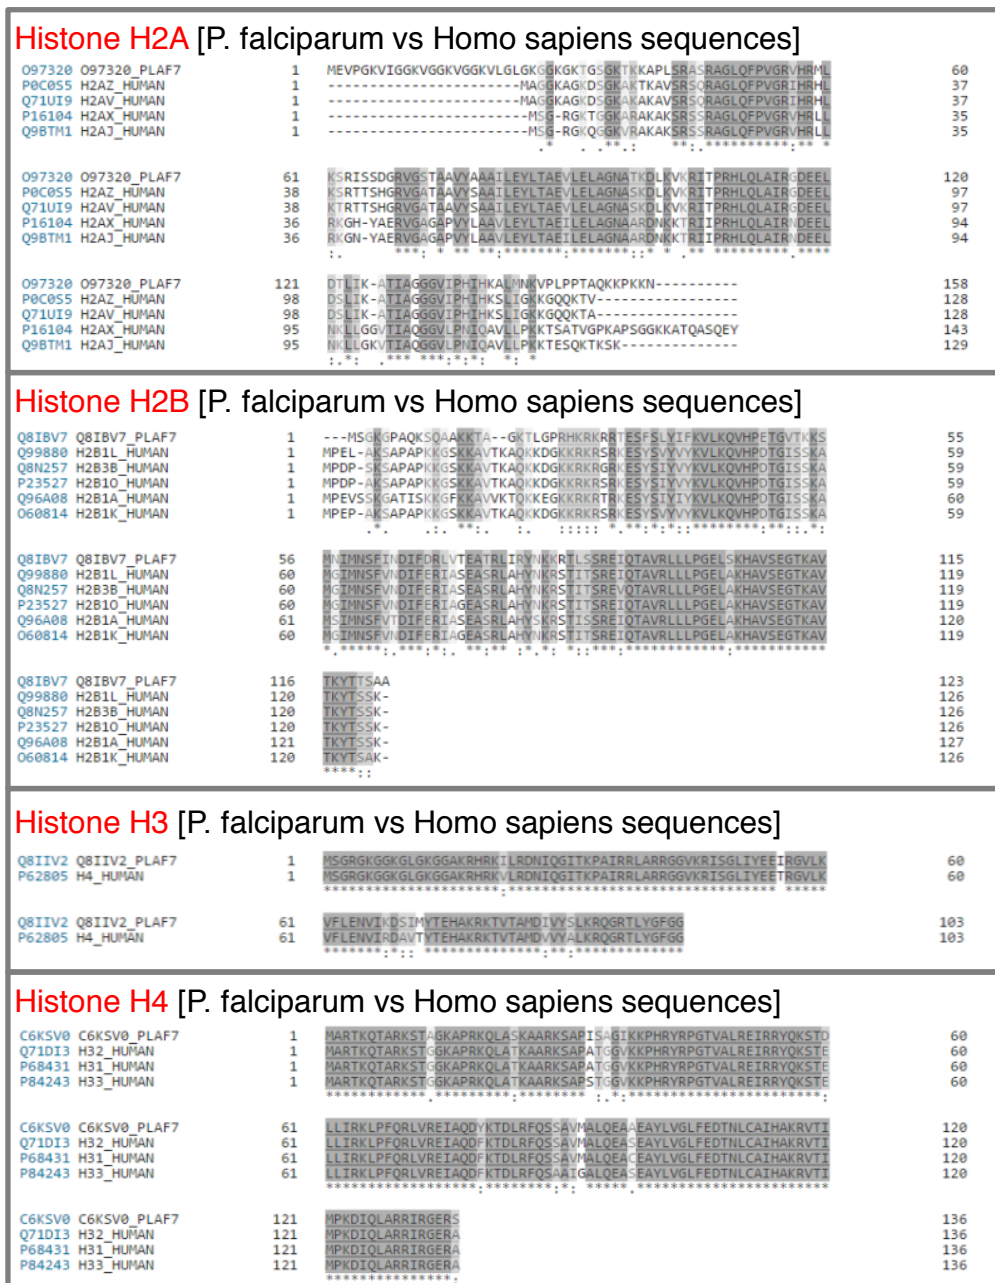 Histone H2A [P. falciparum vs Homo sapiens sequences]
O97320 O97320_PLAF7 1 MEVPGKVIGGKVGGKVGGKVLGLGKGGKGKTGSGKTKKAPLSRASRAGLQFPVGRVHRML 60
P0C0S5 H2AZ_HUMAN 1 -----------------------MAGGKAGKDSGKAKTKAVSRSQRAGLQFPVGRIHRHL 37
Q71UI9 H2AV_HUMAN 1 -----------------------MAGGKAGKDSGKAKAKAVSRSQRAGLQFPVGRIHRHL 37
P16104 H2AX_HUMAN 1 ------------------------MSG-RGKTGGKARAKAKSRSSRAGLQFPVGRVHRLL 35
Q9BTM1 H2AJ_HUMAN 1 ------------------------MSG-RGKQGGKVRAKAKSRSSRAGLQFPVGRVHRLL 35
O97320 O97320_PLAF7 61 KSRISSDGRVGSTAAVYAAAILEYLTAEVLELAGNATKDLKVKRITPRHLQLAIRGDEEL 120
P0C0S5 H2AZ_HUMAN 38 KSRTTSHGRVGATAAVYSAAILEYLTAEVLELAGNASKDLKVKRITPRHLQLAIRGDEEL 97
Q71UI9 H2AV_HUMAN 38 KTRTTSHGRVGATAAVYSAAILEYLTAEVLELAGNASKDLKVKRITPRHLQLAIRGDEEL 97
P16104 H2AX_HUMAN 36 RKGH-YAERVGAGAPVYLAAVLEYLTAEILELAGNAARDNKKTRIIPRHLQLAIRNDEEL 94
Q9BTM1 H2AJ_HUMAN 36 RKGN-YAERVGAGAPVYLAAVLEYLTAEILELAGNAARDNKKTRIIPRHLQLAIRNDEEL 94
O97320 O97320_PLAF7 121 DTLIK-ATIAGGGVIPHIHKALMNKVPLPPTAQKKPKKN---------- 158
P0C0S5 H2AZ_HUMAN 98 DSLIK-ATIAGGGVIPHIHKSLIGKKGQQKTV----------------- 128
Q71UI9 H2AV_HUMAN 98 DSLIK-ATIAGGGVIPHIHKSLIGKKGQQKTA----------------- 128
P16104 H2AX_HUMAN 95 NKLLGGVTIAQGGVLPNIQAVLLPKKTSATVGPKAPSGGKKATQASQEY 143
Q9BTM1 H2AJ_HUMAN 95 NKLLGKVTIAQGGVLPNIQAVLLPKKTESQKTKSK-------------- 129
Histone H2B [P. falciparum vs Homo sapiens sequences]
Q8IBV7 Q8IBV7_PLAF7 1 ---MSGKGPAQKSQAAKKTA--GKTLGPRHKRKRRTESFSLYIFKVLKQVHPETGVTKKS 55
Q99880 H2B1L_HUMAN 1 MPEL-AKSAPAPKKGSKKAVTKAQKKDGKKRKRSRKESYSVYVYKVLKQVHPDTGISSKA 59
Q8N257 H2B3B_HUMAN 1 MPDP-SKSAPAPKKGSKKAVTKAQKKDGKKRKRGRKESYSIYVYKVLKQVHPDTGISSKA 59
P23527 H2B1O_HUMAN 1 MPDP-AKSAPAPKKGSKKAVTKAQKKDGKKRKRSRKESYSIYVYKVLKQVHPDTGISSKA 59
Q96A08 H2B1A_HUMAN 1 MPEVSSKGATISKKGFKKAVVKTQKKEGKKRKRTRKESYSIYIYKVLKQVHPDTGISSKA 60
O60814 H2B1K_HUMAN 1 MPEP-AKSAPAPKKGSKKAVTKAQKKDGKKRKRSRKESYSVYVYKVLKQVHPDTGISSKA 59
Q8IBV7 Q8IBV7_PLAF7 56 MNIMNSFINDIFDRLVTEATRLIRYNKKRTLSSREIQTAVRLLLPGELSKHAVSEGTKAV 115
Q99880 H2B1L_HUMAN 60 MGIMNSFVNDIFERIASEASRLAHYNKRSTITSREIQTAVRLLLPGELAKHAVSEGTKAV 119
Q8N257 H2B3B_HUMAN 60 MGIMNSFVNDIFERIASEASRLAHYNKRSTITSREVQTAVRLLLPGELAKHAVSEGTKAV 119
P23527 H2B1O_HUMAN 60 MGIMNSFVNDIFERIAGEASRLAHYNKRSTITSREIQTAVRLLLPGELAKHAVSEGTKAV 119
Q96A08 H2B1A_HUMAN 61 MSIMNSFVTDIFERIASEASRLAHYSKRSTISSREIQTAVRLLLPGELAKHAVSEGTKAV 120
O60814 H2B1K_HUMAN 60 MGIMNSFVNDIFERIAGEASRLAHYNKRSTITSREIQTAVRLLLPGELAKHAVSEGTKAV 119
Q8IBV7 Q8IBV7_PLAF7 116 TKYTTSAA 123
Q99880 H2B1L_HUMAN 120 TKYTSSK- 126
Q8N257 H2B3B_HUMAN 120 TKYTSSK- 126
P23527 H2B1O_HUMAN 120 TKYTSSK- 126
Q96A08 H2B1A_HUMAN 121 TKYTSSK- 127
O60814 H2B1K_HUMAN 120 TKYTSAK- 126
****::
Histone H3 [P. falciparum vs Homo sapiens sequences]
Q8IIV2 Q8IIV2_PLAF7 1 MSGRGKGGKGLGKGGAKRHRKILRDNIQGITKPAIRRLARRGGVKRISGLIYEEIRGVLK 60
P62805 H4_HUMAN 1 MSGRGKGGKGLGKGGAKRHRKVLRDNIQGITKPAIRRLARRGGVKRISGLIYEETRGVLK 60
*********************:******************************** *****
Q8IIV2 Q8IIV2_PLAF7 61 VFLENVIKDSIMYTEHAKRKTVTAMDIVYSLKRQGRTLYGFGG 103
P62805 H4_HUMAN 61 VFLENVIRDAVTYTEHAKRKTVTAMDVVYALKRQGRTLYGFGG 103
*******:*:: **************:**:*************
Histone H4 [P. falciparum vs Homo sapiens sequences]
C6KSV0 C6KSV0_PLAF7 1 MARTKQTARKSTAGKAPRKQLASKAARKSAPISAGIKKPHRYRPGTVALREIRRYQKSTD 60
Q71DI3 H32_HUMAN 1 MARTKQTARKSTGGKAPRKQLATKAARKSAPATGGVKKPHRYRPGTVALREIRRYQKSTE 60
P68431 H31_HUMAN 1 MARTKQTARKSTGGKAPRKQLATKAARKSAPATGGVKKPHRYRPGTVALREIRRYQKSTE 60
P84243 H33_HUMAN 1 MARTKQTARKSTGGKAPRKQLATKAARKSAPSTGGVKKPHRYRPGTVALREIRRYQKSTE 60
************.*********:******** :.*:***********************:
C6KSV0 C6KSV0_PLAF7 61 LLIRKLPFQRLVREIAQDYKTDLRFQSSAVMALQEAAEAYLVGLFEDTNLCAIHAKRVTI 120
Q71DI3 H32_HUMAN 61 LLIRKLPFQRLVREIAQDFKTDLRFQSSAVMALQEASEAYLVGLFEDTNLCAIHAKRVTI 120
P68431 H31_HUMAN 61 LLIRKLPFQRLVREIAQDFKTDLRFQSSAVMALQEACEAYLVGLFEDTNLCAIHAKRVTI 120
P84243 H33_HUMAN 61 LLIRKLPFQRLVREIAQDFKTDLRFQSAAIGALQEASEAYLVGLFEDTNLCAIHAKRVTI 120
******************:********:*: *****.***********************
C6KSV0 C6KSV0_PLAF7 121 MPKDIQLARRIRGERS 136
Q71DI3 H32_HUMAN 121 MPKDIQLARRIRGERA 136
P68431 H31_HUMAN 121 MPKDIQLARRIRGERA 136
P84243 H33_HUMAN 121 MPKDIQLARRIRGERA 136
***************: